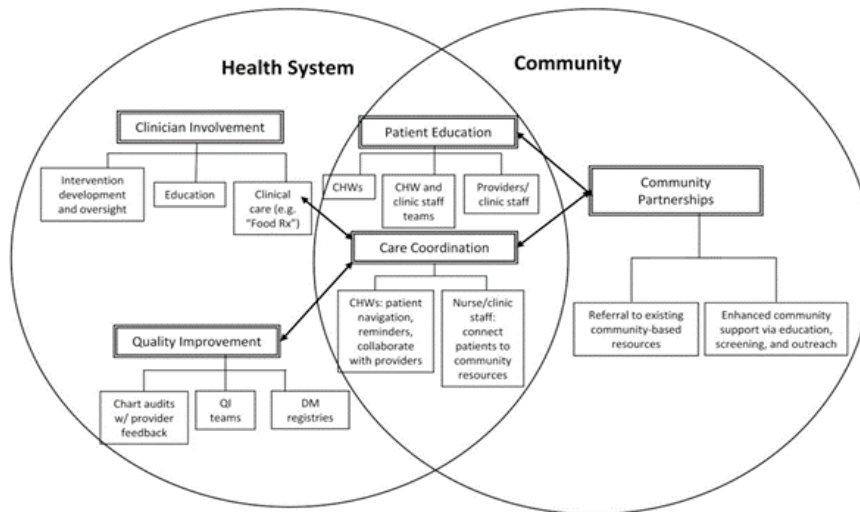 Health System
Community
Clinician Involvement
Intervention
development
and oversight
Education
Clinical
care (e.g.
"Food Rx")
Patient Education
CHWs
CHW and
clinic staff
teams
Providers/
clinic staff
Care Coordination
CHWs: patient
navigation,
reminders,
collaborate
with providers
Nurse/clinic
staff:
connect
patients to
community
resources
Community
Partnerships
Referral to existing
community-based
resources
Enhanced community
support via education,
screening, and outreach
Quality Improvement
Chart audits
w/ provider
feedback
QI
teams
DM
registries